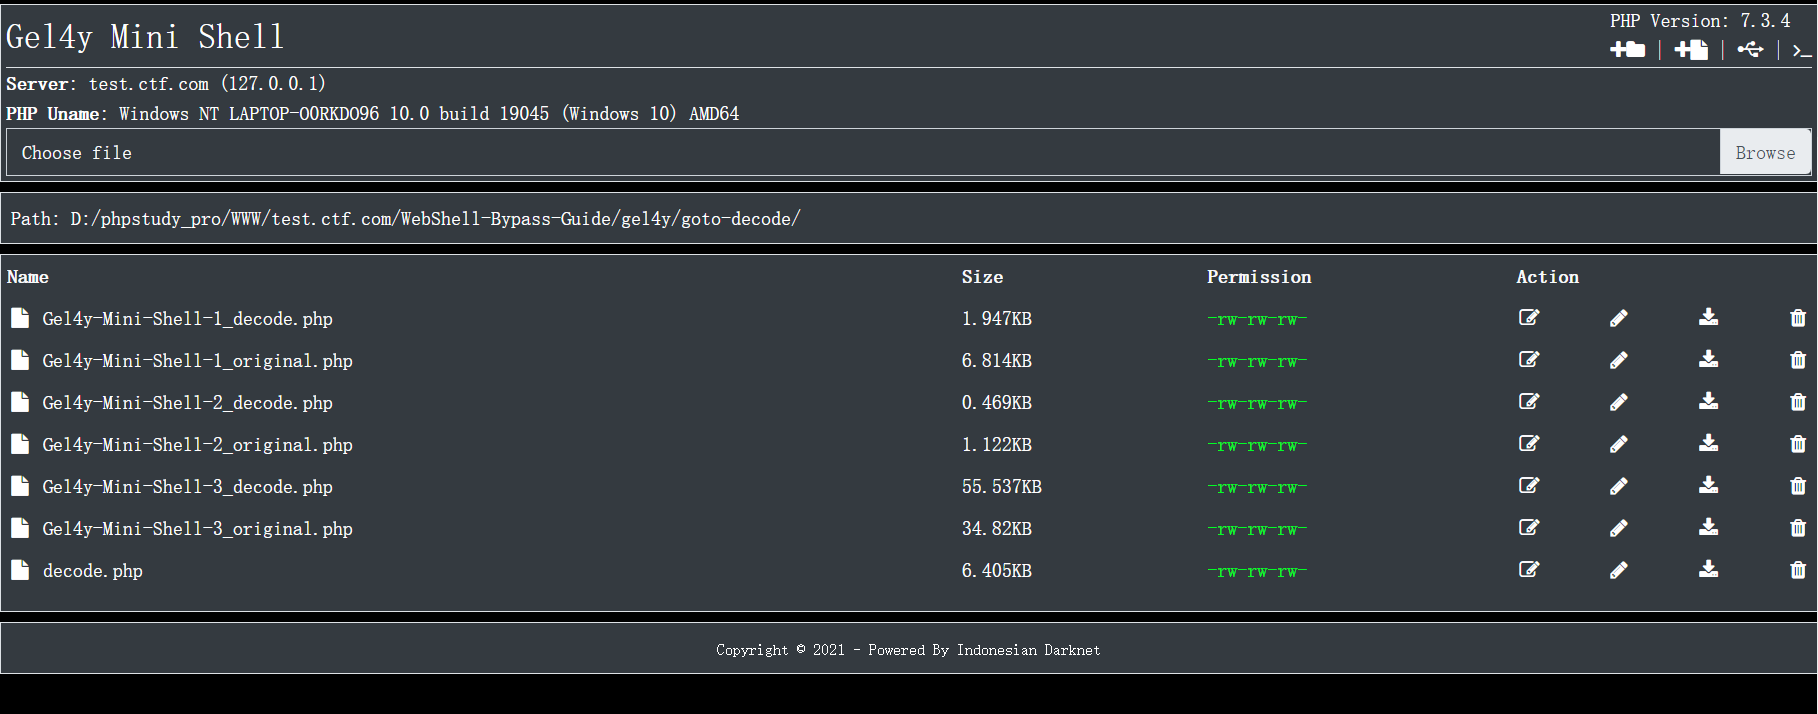 Gel4y Mini Shell
PHP Version: 7.3.4
Server: test.ctf.com (127.0.0.1)
PHP Uname: Windows NT LAPTOP-OORKDO96 10.0 build 19045 (Windows 10) AMD64
Choose file Browse
Path: D:/phpstudy_pro/WWW/test.ctf.com/WebShell-Bypass-Guide/gel4y/goto-decode/
Name Size Permission Action
Gel4y-Mini-Shell-1_decode.php 1.947KB -rw-rw-rw-
Gel4y-Mini-Shell-1_original.php 6.814KB -rw-rw-rw-
Gel4y-Mini-Shell-2_decode.php 0.469KB -rw-rw-rw-
Gel4y-Mini-Shell-2_original.php 1.122KB -rw-rw-rw-
Gel4y-Mini-Shell-3_decode.php 55.537KB -rw-rw-rw-
Gel4y-Mini-Shell-3_original.php 34.82KB -rw-rw-rw-
decode.php 6.405KB -rw-rw-rw-
Copyright © 2021 - Powered By Indonesian Darknet